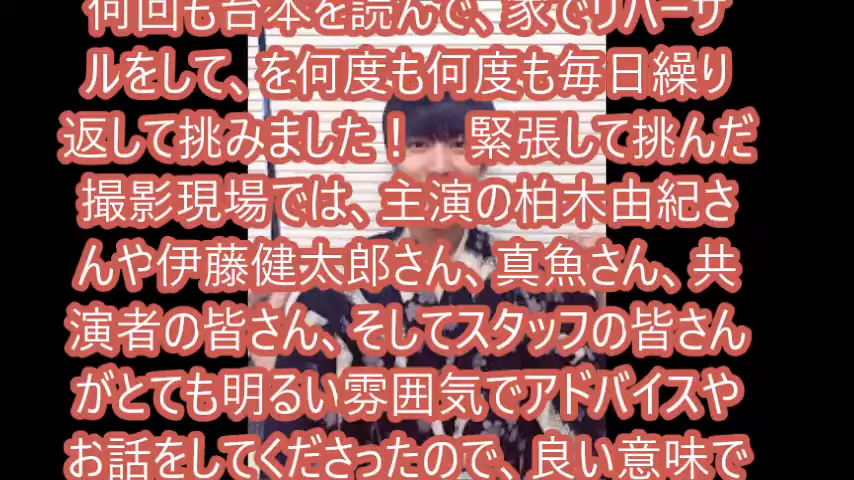 何回も台本を読んで、家でリハーサ
ルをして、を何度も何度も毎日繰り
返して挑みました！　緊張して挑んだ
撮影現場では、主演の柏木由紀さ
んや伊藤健太郎さん、真魚さん、共
演者の皆さん、そしてスタッフの皆さん
がとても明るい雰囲気でアドバイスや
お話をしてくださったので、良い意味で